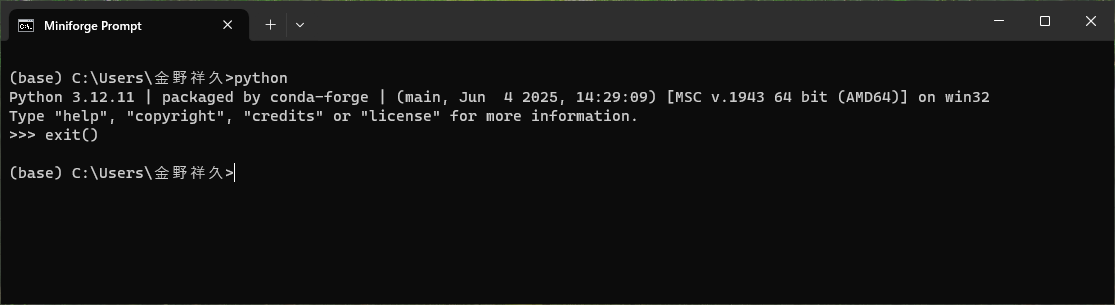 Miniforge Prompt
(base) C:\Users\金野祥久>python
Python 3.12.11 | packaged by conda-forge | (main, Jun  4 2025, 14:29:09) [MSC v.1943 64 bit (AMD64)] on win32
Type "help", "copyright", "credits" or "license" for more information.
>>> exit()
(base) C:\Users\金野祥久>